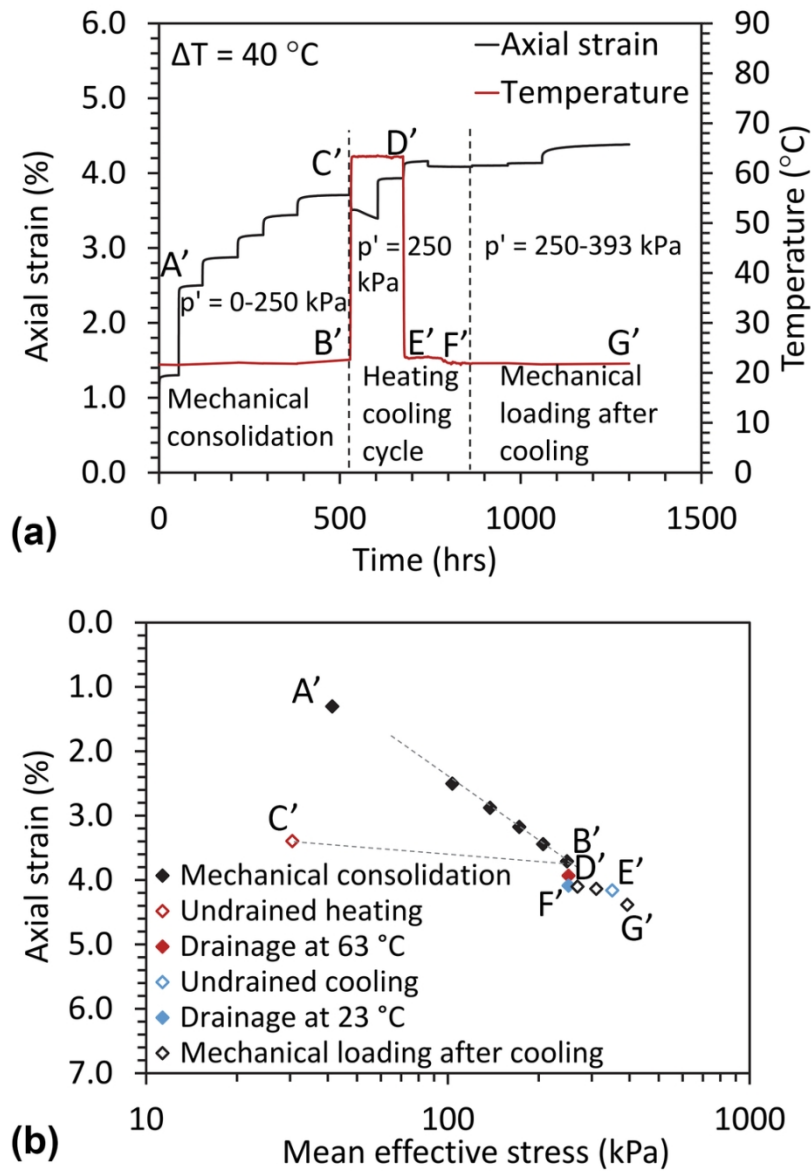 6.0
5.0
4.0
3.0
2.0
1.0
0.0
Axial strain (%)
90
80
70
60
50
40
30
20
10
0
Temperature (°C)
ΔT = 40 °C
Axial strain
Temperature
A’
B’
C’
D’
E’
F’
G’
p' = 0-250 kPa
p' = 250
kPa
p' = 250-393 kPa
Mechanical
consolidation
Heating
cooling
cycle
Mechanical
loading after
cooling
0
500
1000
1500
Time (hrs)
(a)
0.0
1.0
2.0
3.0
4.0
5.0
6.0
7.0
Axial strain (%)
A’
C’
B’
D’
E’
F’
G’
Mechanical consolidation
Undrained heating
Drainage at 63 °C
Undrained cooling
Drainage at 23 °C
Mechanical loading after cooling
10
100
1000
Mean effective stress (kPa)
(b)